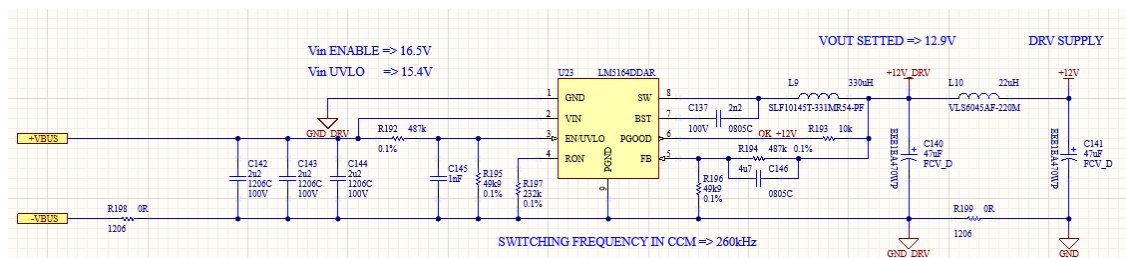 VOUT SETTED => 12.9V
DRV SUPPLY
Vin ENABLE => 16.5V
Vin UVLO => 15.4V
U23
LM5164DDAR
L9
330uH
SLF10145T-331MR54-PF
+12V_DRV
L10
22uH
VLS6045AF-220M
+12V
1
GND
SW
8
2
VIN
BST
7
3
EN/UVLO
PGOOD
6
4
RON
FB
5
PGND
9
C137
2n2
100V
0805C
OK_+12V
R193
10k
R194
487k
0.1%
4u7
C146
0805C
R196
49k9
0.1%
GND_DRV
+VBUS
R192
487k
0.1%
C142
2u2
1206C
100V
C143
2u2
1206C
100V
C144
2u2
1206C
100V
C145
1nF
R195
49k9
0.1%
R197
232k
0.1%
EEE1EA470WP
C140
47uF
FCV_D
EEE1EA470WP
C141
47uF
FCV_D
-VBUS
R198
0R
1206
R199
0R
1206
SWITCHING FREQUENCY IN CCM => 260kHz
GND_DRV
GND